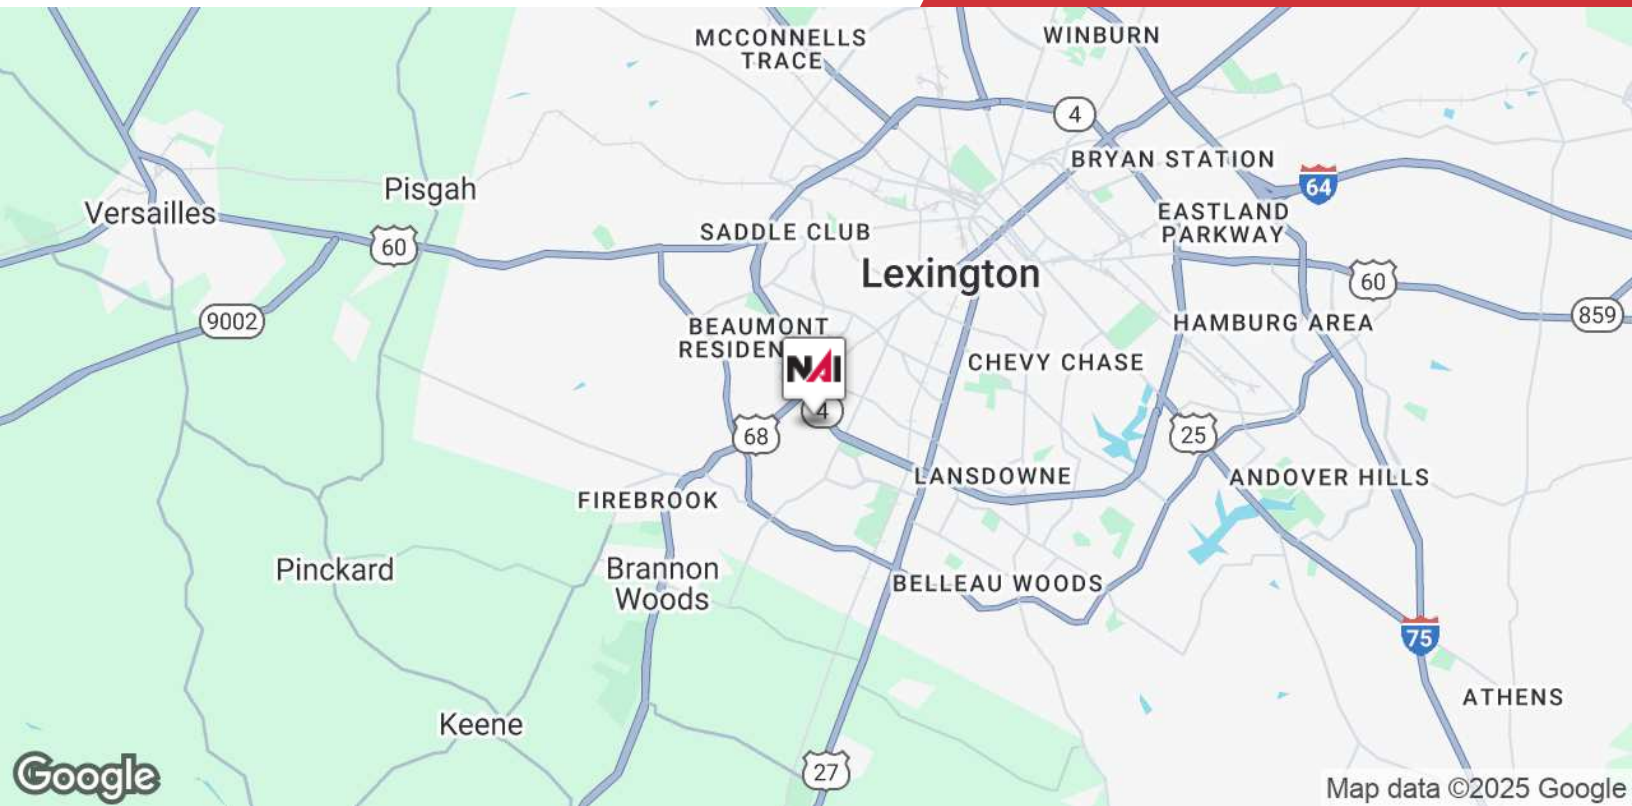 MCCONNELLS
TRACE
WINBURN
4
BRYAN STATION
64
Pisgah
Versailles
EASTLAND
PARKWAY
SADDLE CLUB
60
Lexington
60
9002
859
BEAUMONT
RESIDEN
HAMBURG AREA
CHEVY CHASE
NAI
4
68
25
LANSDOWNE
ANDOVER HILLS
FIREBROOK
Pinckard
Brannon
Woods
BELLEAU WOODS
75
ATHENS
Keene
27
Google
Map data ©2025 Google